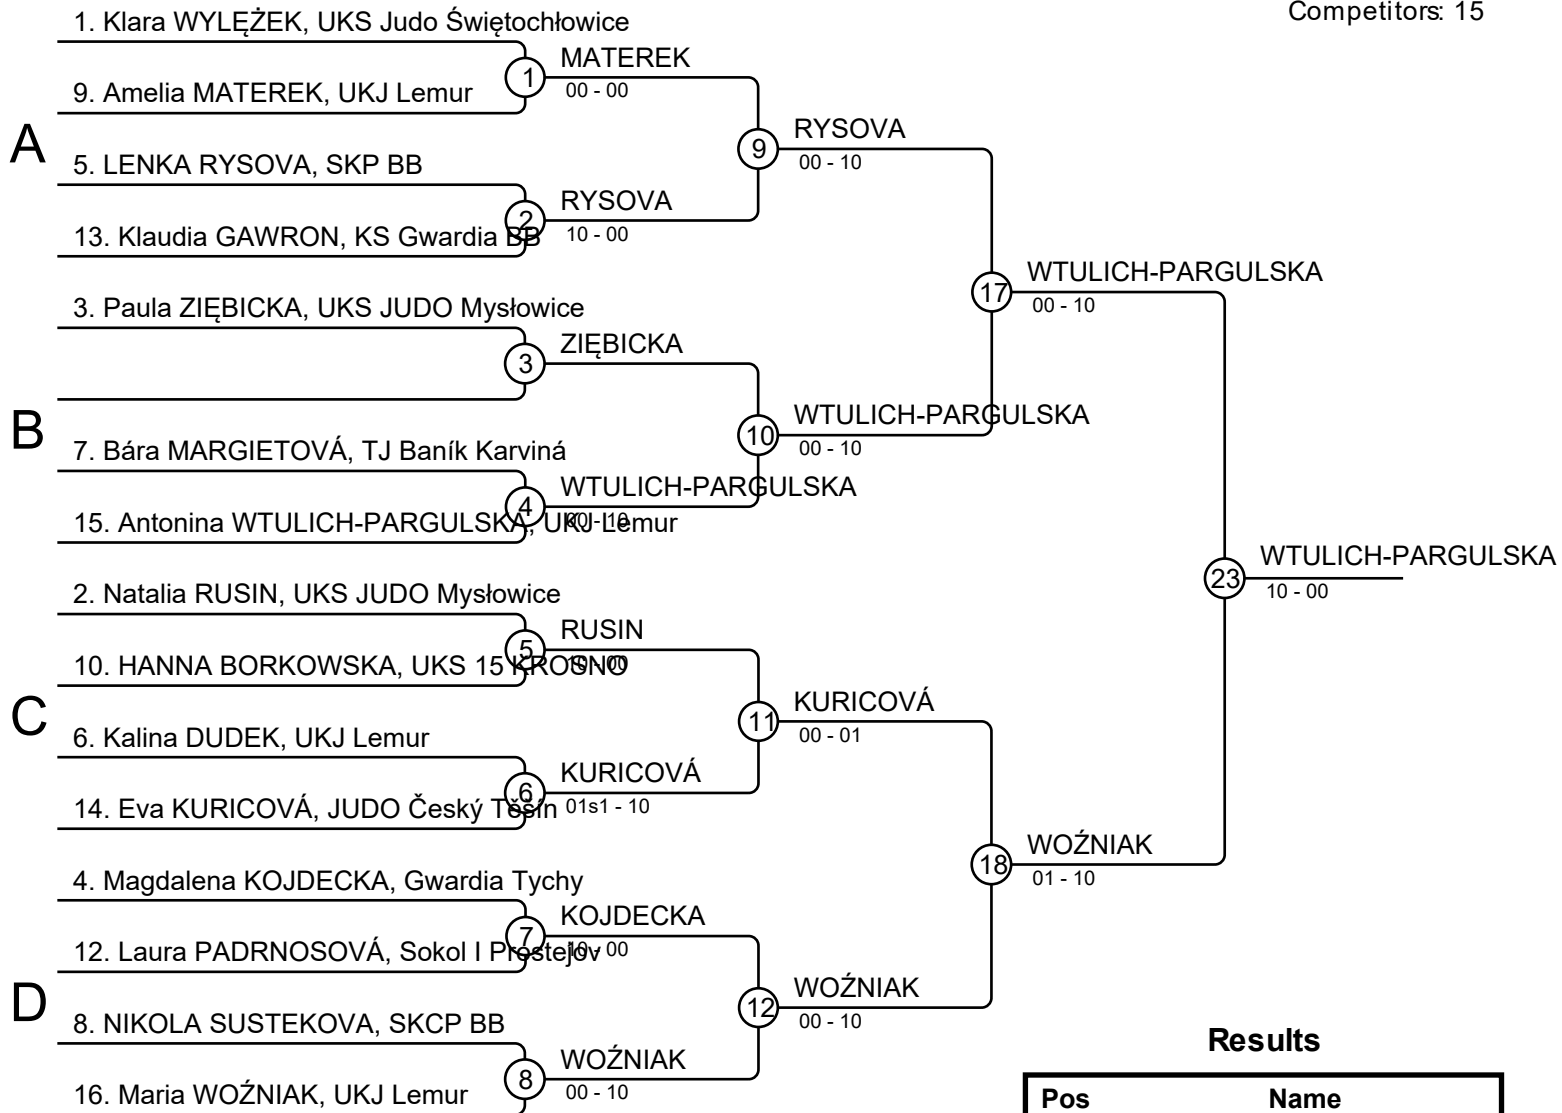 Competitors: 15
1. Klara WYLĘŻEK, UKS Judo Świętochłowice
1
MATEREK
00 - 00
9. Amelia MATEREK, UKJ Lemur
A
9
RYSOVA
00 - 10
5. LENKA RYSOVA, SKP BB
2
RYSOVA
10 - 00
13. Klaudia GAWRON, KS Gwardia BB
17
WTULICH-PARGULSKA
00 - 10
3. Paula ZIĘBICKA, UKS JUDO Mysłowice
3
ZIĘBICKA
B
10
WTULICH-PARGULSKA
00 - 10
7. Bára MARGIETOVÁ, TJ Baník Karviná
4
WTULICH-PARGULSKA
00 - 10
15. Antonina WTULICH-PARGULSKA, UKJ Lemur
23
WTULICH-PARGULSKA
10 - 00
2. Natalia RUSIN, UKS JUDO Mysłowice
5
RUSIN
10 - 00
10. HANNA BORKOWSKA, UKS 15 KROSNO
C
11
KURICOVÁ
00 - 01
6. Kalina DUDEK, UKJ Lemur
6
KURICOVÁ
01s1 - 10
14. Eva KURICOVÁ, JUDO Český Těšín
18
WOŹNIAK
01 - 10
4. Magdalena KOJDECKA, Gwardia Tychy
7
KOJDECKA
10 - 00
12. Laura PADRNOSOVÁ, Sokol I Prostejov
D
12
WOŹNIAK
00 - 10
8. NIKOLA SUSTEKOVA, SKCP BB
8
WOŹNIAK
00 - 10
16. Maria WOŹNIAK, UKJ Lemur
Results
Pos Name